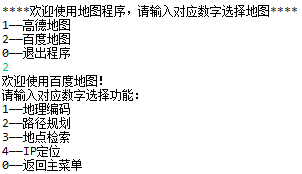 ****欢迎使用地图程序，请输入对应数字选择地图****
1——高德地图
2——百度地图
0——退出程序
2
欢迎使用百度地图！
请输入对应数字选择功能：
1——地理编码
2——路径规划
3——地点检索
4——IP定位
0——返回主菜单